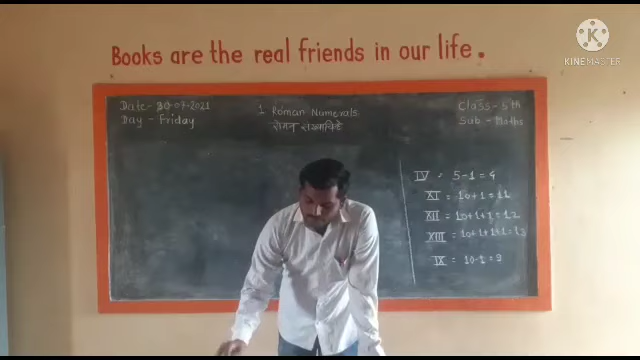 Books are the real friends in our life.
KINEMASTER
Date - 30-07-2021
Day - Friday
1 Roman Numerals
रोमन संख्याचिन्हे
Class - 5th
Sub - Maths
IV = 5-1 = 4
XI = 10+1 = 11
XII = 10+1+1 = 12
XIII = 10+1+1+1 = 13
IX = 10-1 = 9